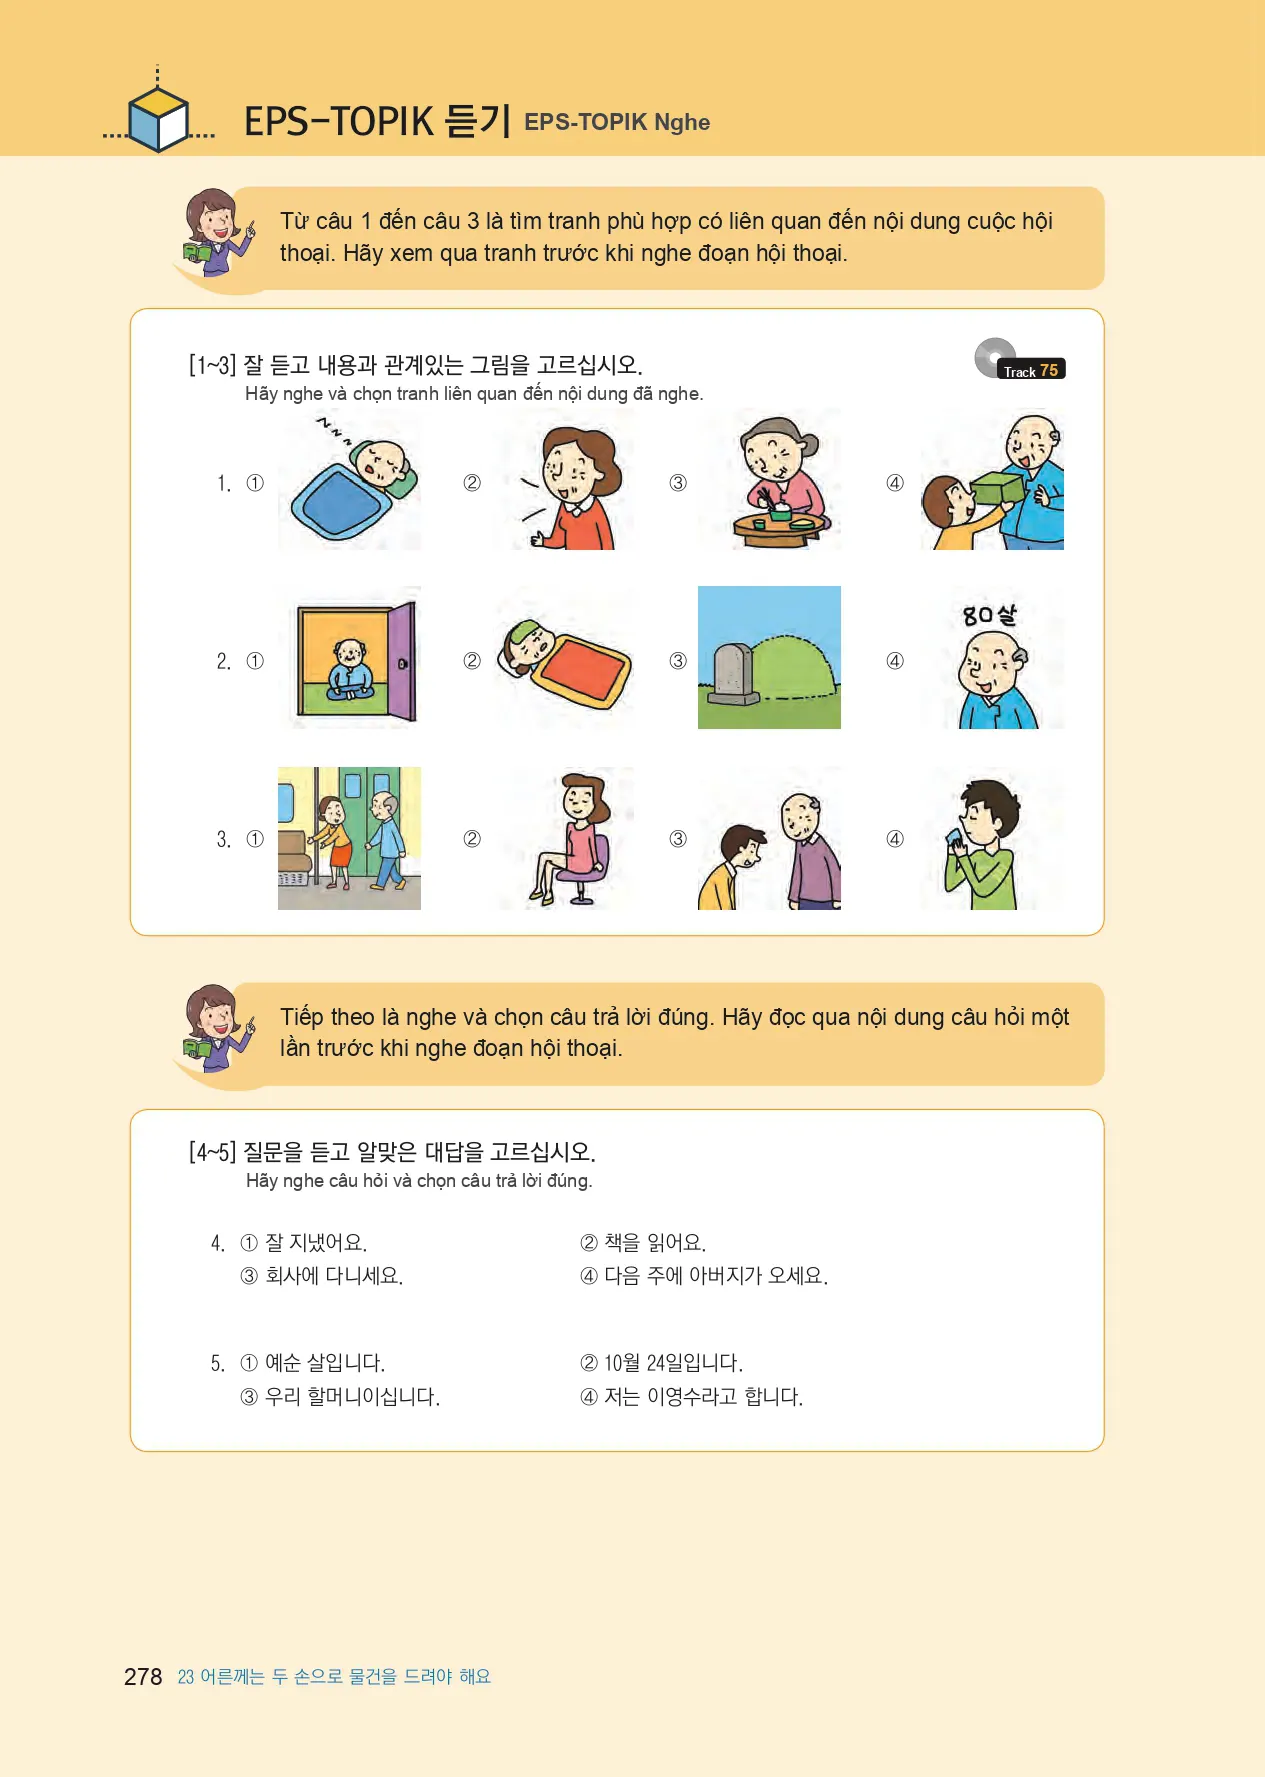 EPS-TOPIK 듣기 EPS-TOPIK Nghe
Từ câu 1 đến câu 3 là tìm tranh phù hợp có liên quan đến nội dung cuộc hội
thoại. Hãy xem qua tranh trước khi nghe đoạn hội thoại.
[1~3] 잘 듣고 내용과 관계있는 그림을 고르십시오.
Track 75
Hãy nghe và chọn tranh liên quan đến nội dung đã nghe.
zzzz
1. ① ② ③ ④
80살
2. ① ② ③ ④
3. ① ② ③ ④
Tiếp theo là nghe và chọn câu trả lời đúng. Hãy đọc qua nội dung câu hỏi một
lần trước khi nghe đoạn hội thoại.
[4~5] 질문을 듣고 알맞은 대답을 고르십시오.
Hãy nghe câu hỏi và chọn câu trả lời đúng.
4. ① 잘 지냈어요. ② 책을 읽어요.
③ 회사에 다니세요. ④ 다음 주에 아버지가 오세요.
5. ① 예순 살입니다. ② 10월 24일입니다.
③ 우리 할머니이십니다. ④ 저는 이영수라고 합니다.
278 23 어른께는 두 손으로 물건을 드려야 해요